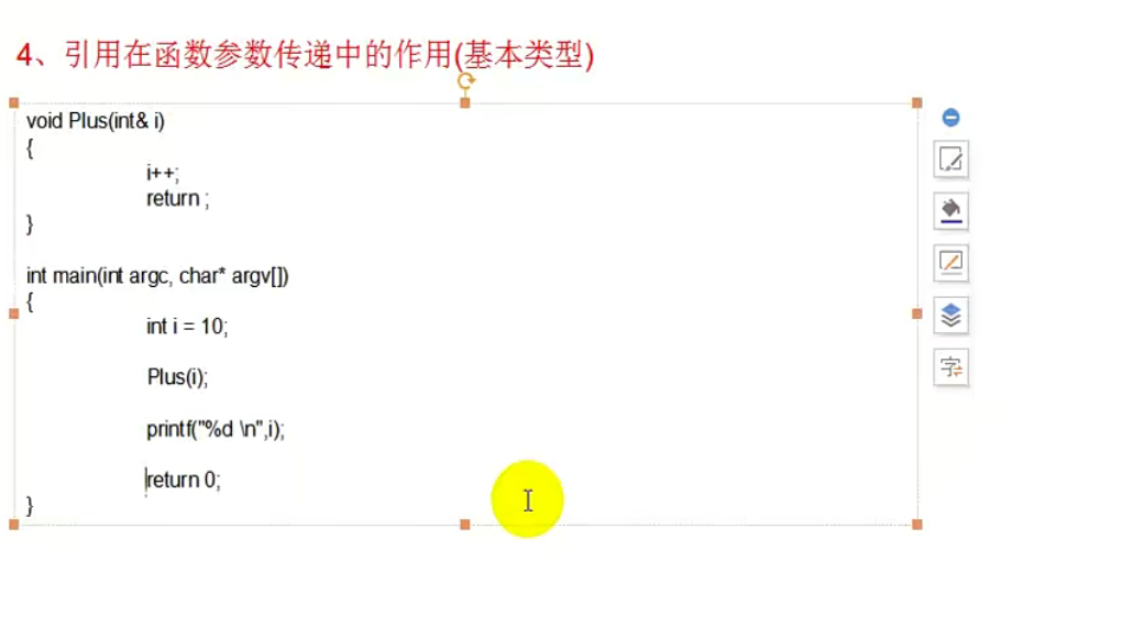 4、引用在函数参数传递中的作用(基本类型)
void Plus(int& i)
{
i++;
return ;
}
int main(int argc, char* argv[])
{
int i = 10;
Plus(i);
printf("%d \n",i);
return 0;
}
字